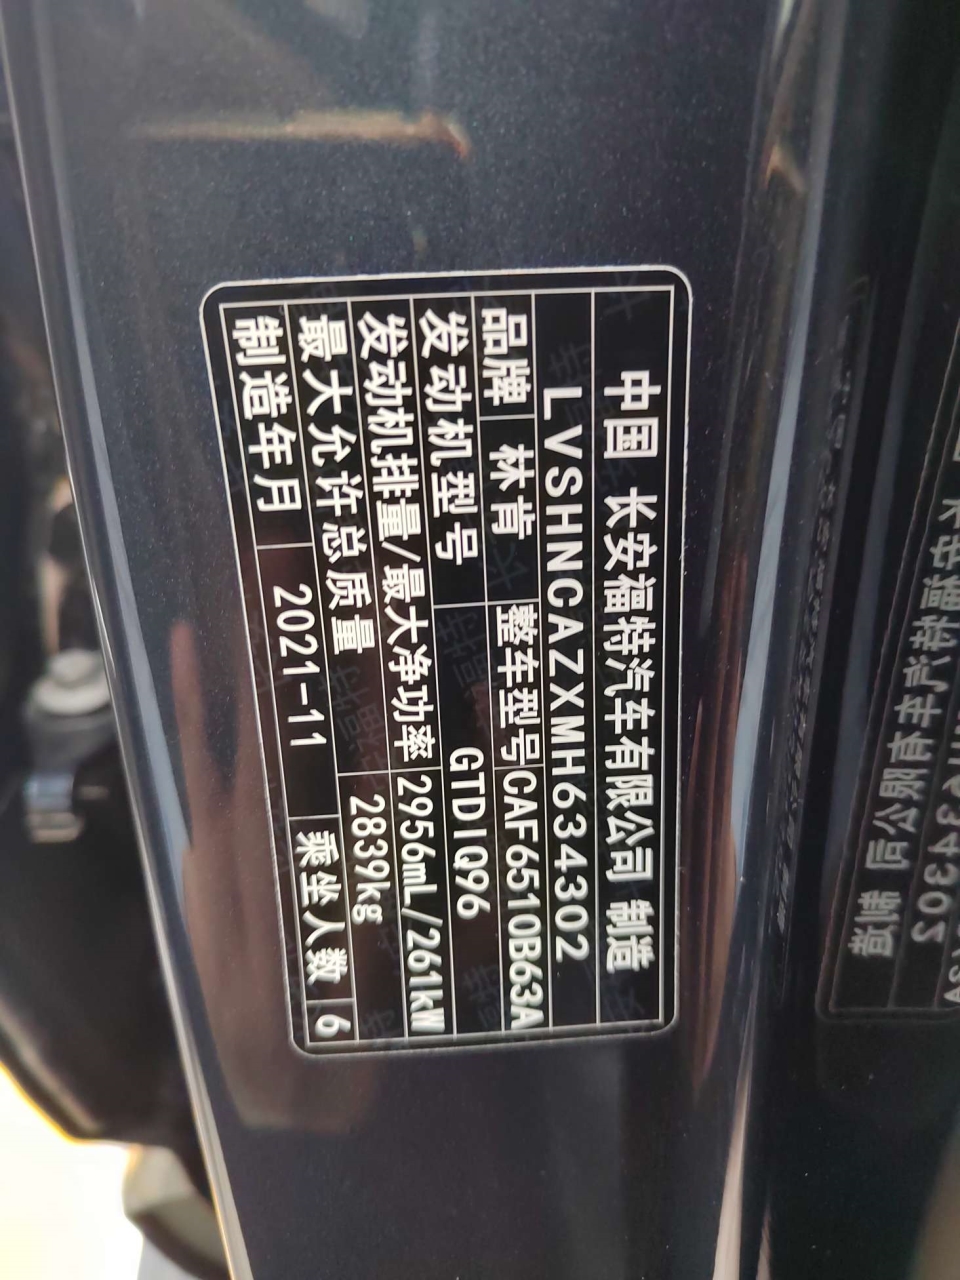 中国 长安福特汽车有限公司 制造
LVSHNCAZXMH634302
品牌 林肯 整车型号 CAF6510B63A
发动机型号 GTDIQ96
发动机排量/最大净功率 2956mL/261kW
最大允许总质量 2839kg
制造年月 2021-11 乘坐人数 6